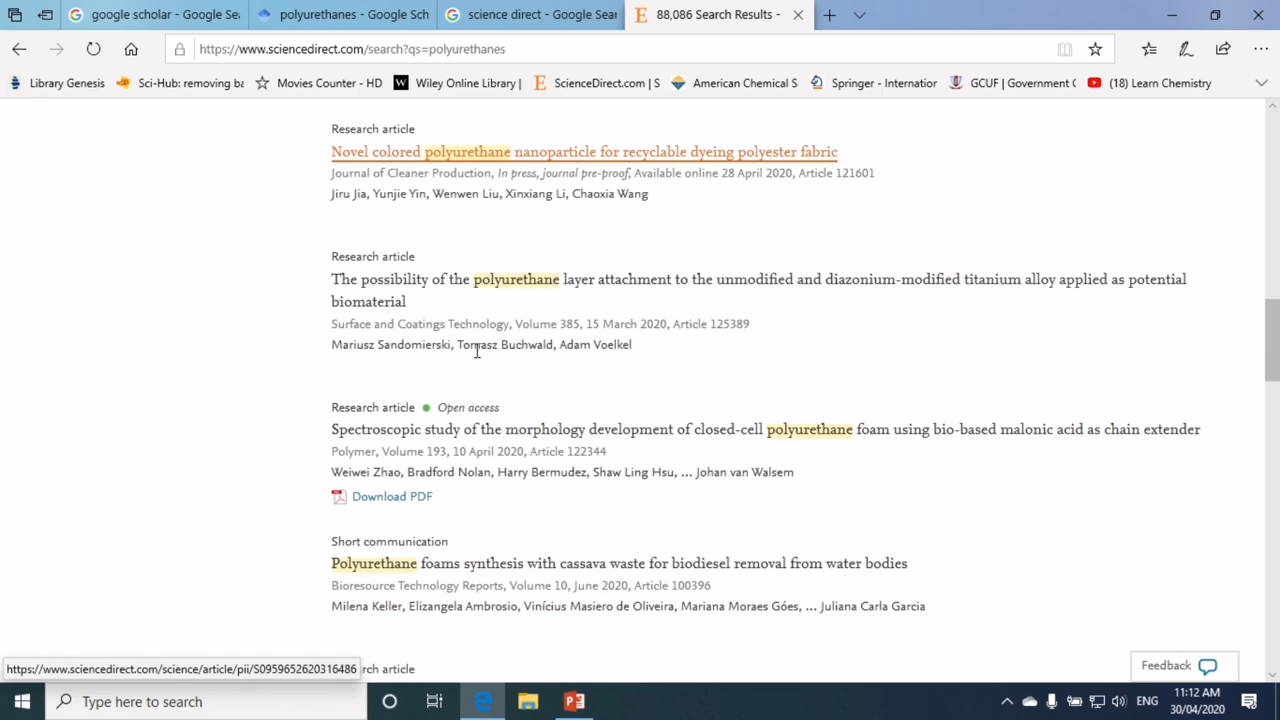 google scholar - Google Sea
polyurethanes - Google Sch
science direct - Google Sear
88,086 Search Results -
https://www.sciencedirect.com/search?qs=polyurethanes
Library Genesis
Sci-Hub: removing ba
Movies Counter - HD
Wiley Online Library |
ScienceDirect.com | S
American Chemical S
Springer - Internation
GCUF | Government C
(18) Learn Chemistry
Research article
Novel colored polyurethane nanoparticle for recyclable dyeing polyester fabric
Journal of Cleaner Production, In press, journal pre-proof, Available online 28 April 2020, Article 121601
Jiru Jia, Yunjie Yin, Wenwen Liu, Xinxiang Li, Chaoxia Wang
Research article
The possibility of the polyurethane layer attachment to the unmodified and diazonium-modified titanium alloy applied as potential
biomaterial
Surface and Coatings Technology, Volume 385, 15 March 2020, Article 125389
Mariusz Sandomierski, Tomasz Buchwald, Adam Voelkel
Research article Open access
Spectroscopic study of the morphology development of closed-cell polyurethane foam using bio-based malonic acid as chain extender
Polymer, Volume 193, 10 April 2020, Article 122344
Weiwei Zhao, Bradford Nolan, Harry Bermudez, Shaw Ling Hsu, ... Johan van Walsem
Download PDF
Short communication
Polyurethane foams synthesis with cassava waste for biodiesel removal from water bodies
Bioresource Technology Reports, Volume 10, June 2020, Article 100396
Milena Keller, Elizangela Ambrosio, Vinícius Masiero de Oliveira, Mariana Moraes Góes, ... Juliana Carla Garcia
https://www.sciencedirect.com/science/article/pii/S0959652620316486
rch article
Feedback
Type here to search
ENG
11:12 AM
30/04/2020